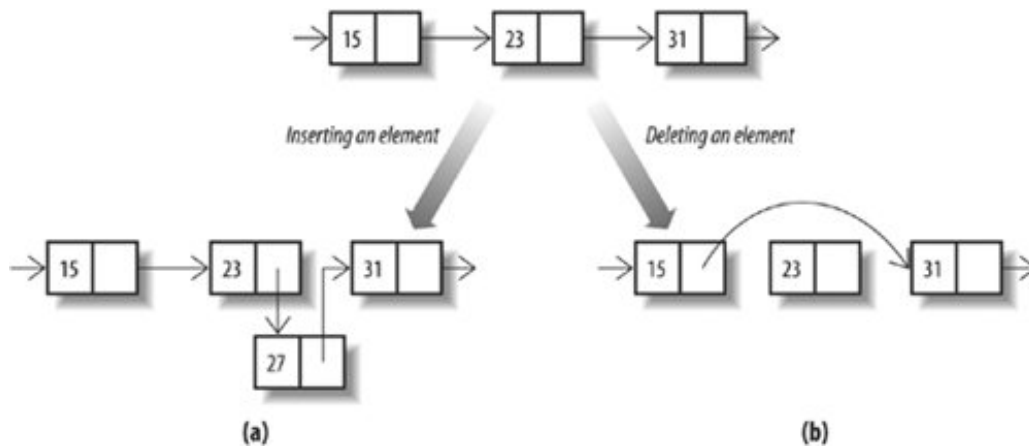 15 23 31
Inserting an element Deleting an element
15 23 31 15 23 31
27
(a) (b)